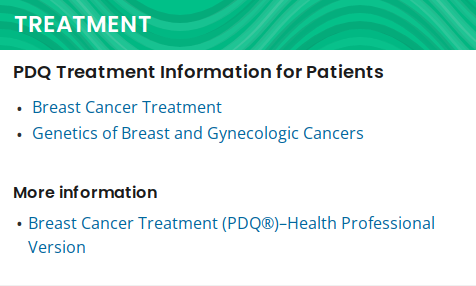 TREATMENT
PDQ Treatment Information for Patients
• Breast Cancer Treatment
• Genetics of Breast and Gynecologic Cancers
More information
• Breast Cancer Treatment (PDQ®)–Health Professional
Version